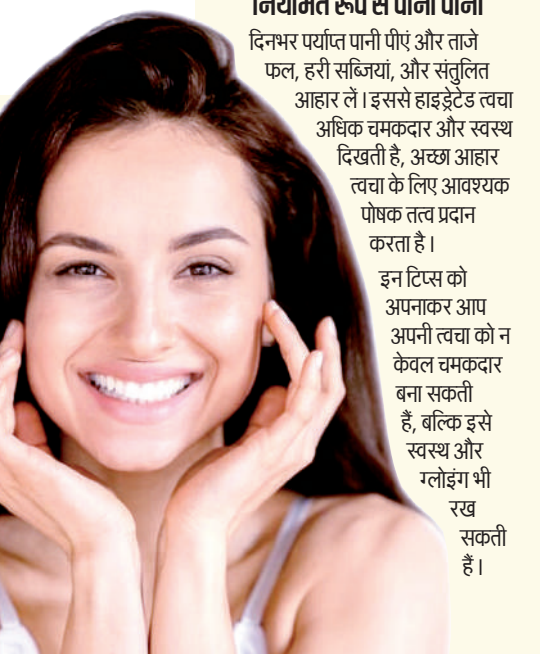 नियमित रूप से पानी पीना
दिनभर पर्याप्त पानी पीएं और ताजे
फल, हरी सब्जियां, और संतुलित
आहार लें। इससे हाइड्रेटेड त्वचा
अधिक चमकदार और स्वस्थ
दिखती है, अच्छा आहार
त्वचा के लिए आवश्यक
पोषक तत्व प्रदान
करता है।
इन टिप्स को
अपनाकर आप
अपनी त्वचा को न
केवल चमकदार
बना सकती
हैं, बल्कि इसे
स्वस्थ और
ग्लोइंग भी
रख
सकती
हैं।